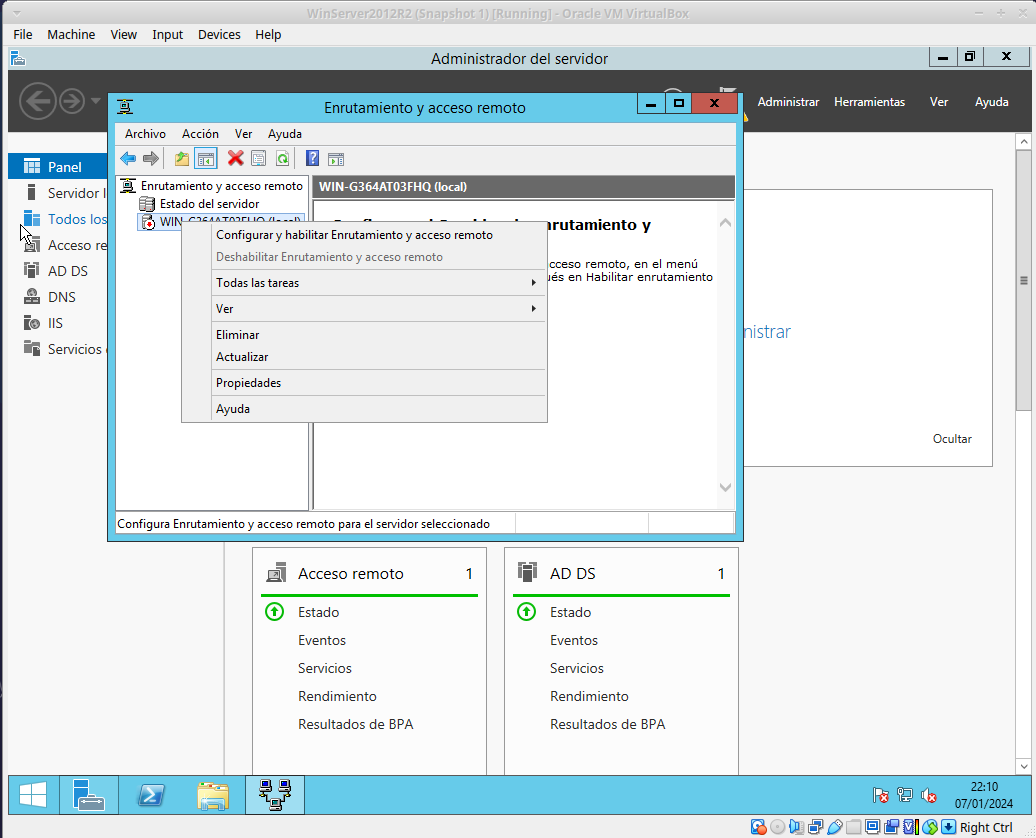 WinServer2012R2 (Snapshot 1) [Running] - Oracle VM VirtualBox
File Machine View Input Devices Help
Administrador del servidor
Administrar Herramientas Ver Ayuda
Enrutamiento y acceso remoto
Archivo Acción Ver Ayuda
Panel
Servidor
Todos los
Acceso re
AD DS
DNS
IIS
Servicios
Enrutamiento y acceso remoto
Estado del servidor
WIN-G364AT03FHQ (local)
WIN-G364AT03FHQ (local)
nrutamiento y
cceso remoto, en el menú
ués en Habilitar enrutamiento
Configurar y habilitar Enrutamiento y acceso remoto
Deshabilitar Enrutamiento y acceso remoto
Todas las tareas
Ver
Eliminar
Actualizar
Propiedades
Ayuda
nistrar
Ocultar
Configura Enrutamiento y acceso remoto para el servidor seleccionado
Acceso remoto 1
Estado
Eventos
Servicios
Rendimiento
Resultados de BPA
AD DS 1
Estado
Eventos
Servicios
Rendimiento
Resultados de BPA
22:10
07/01/2024
Right Ctrl